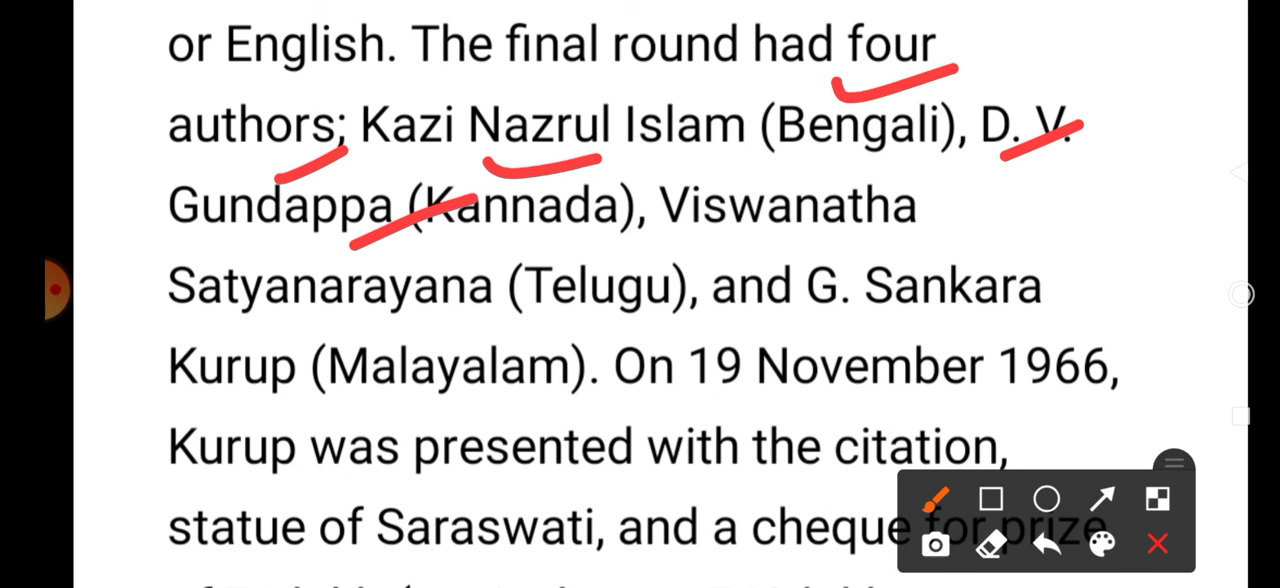 or English. The final round had four
authors; Kazi Nazrul Islam (Bengali), D. V.
Gundappa (Kannada), Viswanatha
Satyanarayana (Telugu), and G. Sankara
Kurup (Malayalam). On 19 November 1966,
Kurup was presented with the citation,
statue of Saraswati, and a cheque for prize